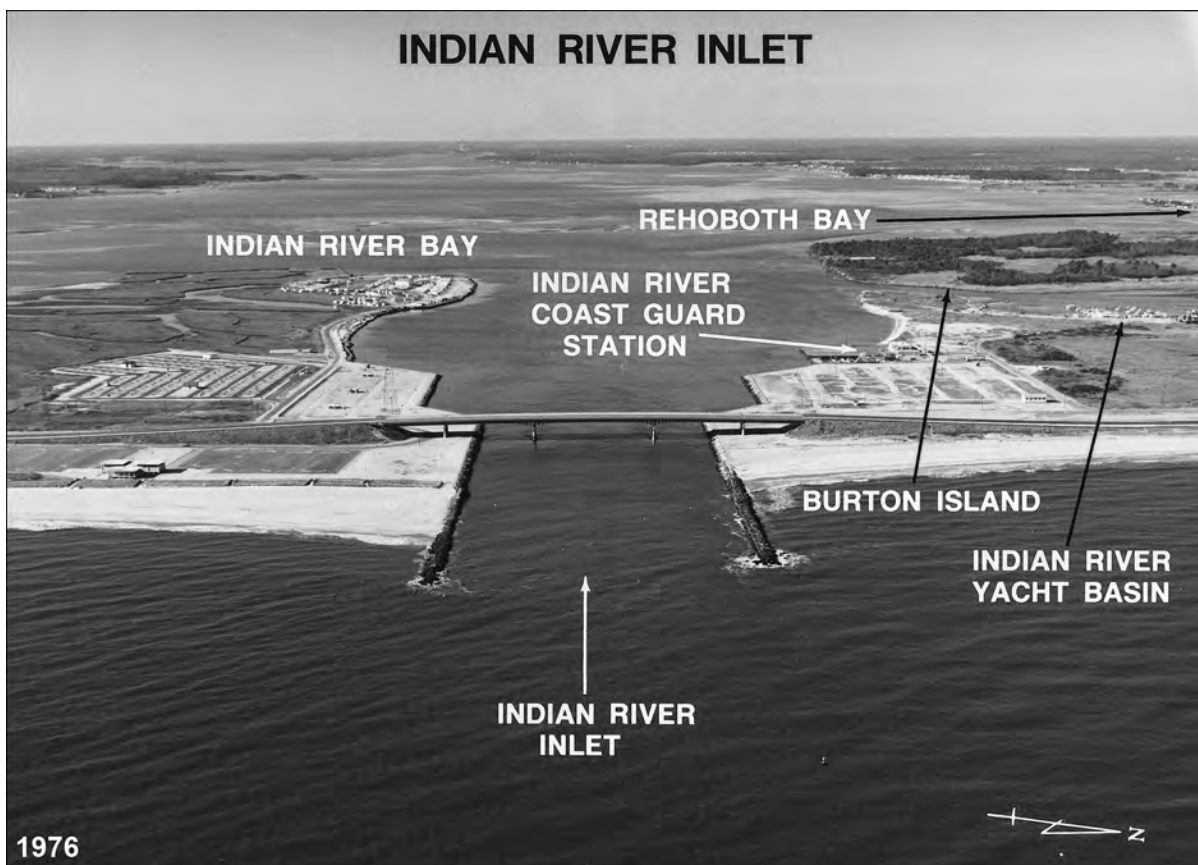 INDIAN RIVER INLET
REHOBOTH BAY
INDIAN RIVER BAY
INDIAN RIVER
COAST GUARD
STATION
BURTON ISLAND
INDIAN RIVER
YACHT BASIN
INDIAN RIVER
INLET
N
1976